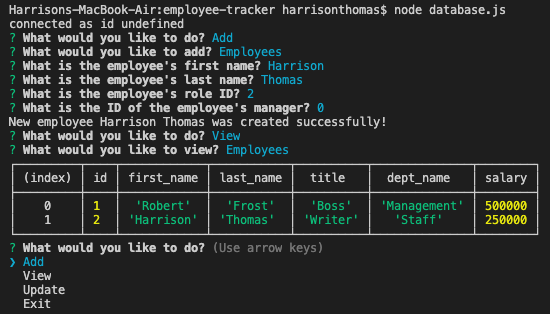 Harrisons-MacBook-Air:employee-tracker harrisonthomas$ node database.js
connected as id undefined
? What would you like to do? Add
? What would you like to add? Employees
? What is the employee's first name? Harrison
? What is the employee's last name? Thomas
? What is the employee's role ID? 2
? What is the ID of the employee's manager? 0
New employee Harrison Thomas was created successfully!
? What would you like to do? View
? What would you like to view? Employees
(index) id first_name last_name title dept_name salary
0 1 'Robert' 'Frost' 'Boss' 'Management' 500000
1 2 'Harrison' 'Thomas' 'Writer' 'Staff' 250000
? What would you like to do? (Use arrow keys)
❯ Add
View
Update
Exit